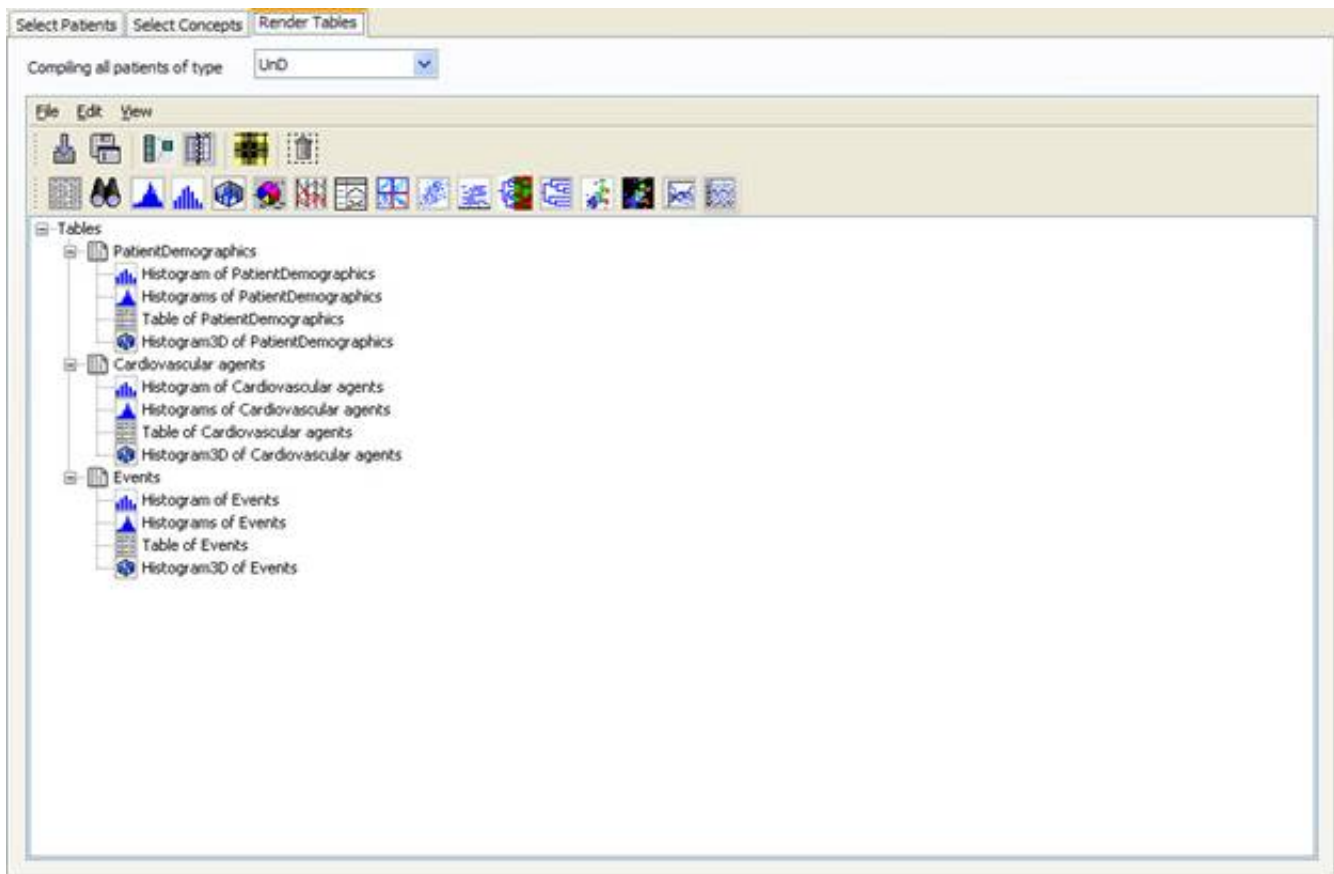 Select Patients Select Concepts Render Tables
Compiling all patients of type UnD
File Edit View
Tables
PatientDemographics
Histogram of PatientDemographics
Histograms of PatientDemographics
Table of PatientDemographics
Histogram3D of PatientDemographics
Cardiovascular agents
Histogram of Cardiovascular agents
Histograms of Cardiovascular agents
Table of Cardiovascular agents
Histogram3D of Cardiovascular agents
Events
Histogram of Events
Histograms of Events
Table of Events
Histogram3D of Events